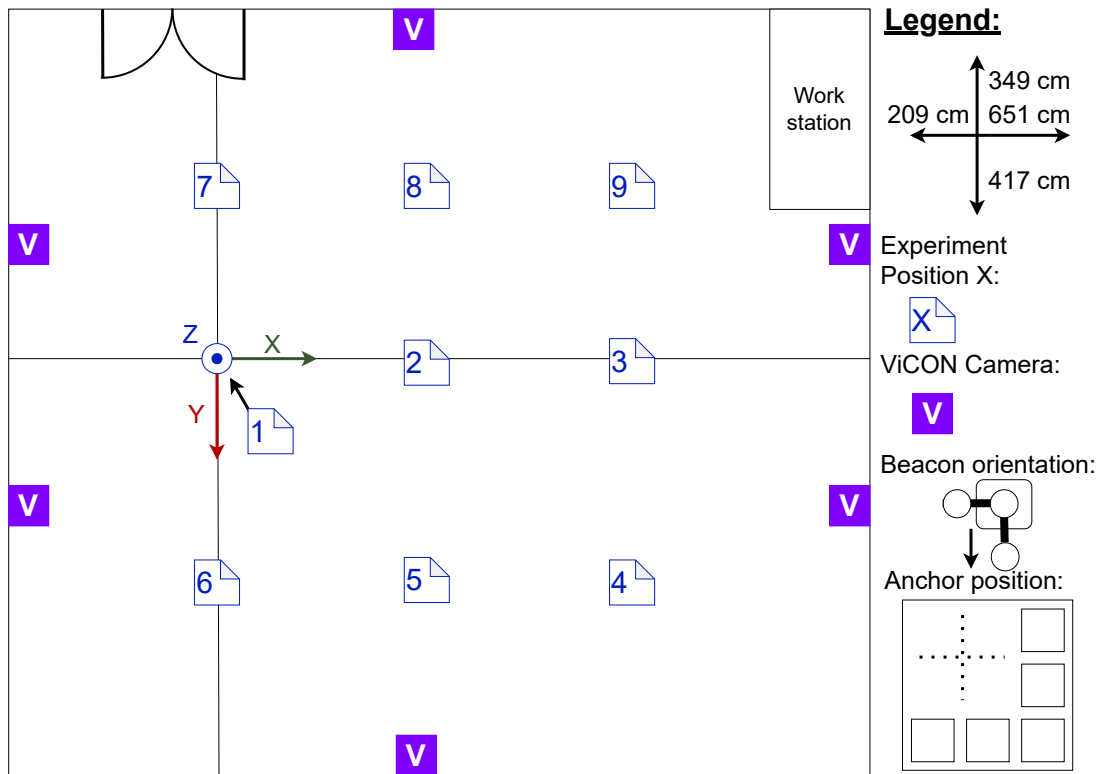 V
Work
station
7
8
9
V
V
Z
X
2
3
Y
1
V
V
6
5
4
V
Legend:
349 cm
209 cm
651 cm
417 cm
Experiment
Position X:
X
ViCON Camera:
V
Beacon orientation:
Anchor position: